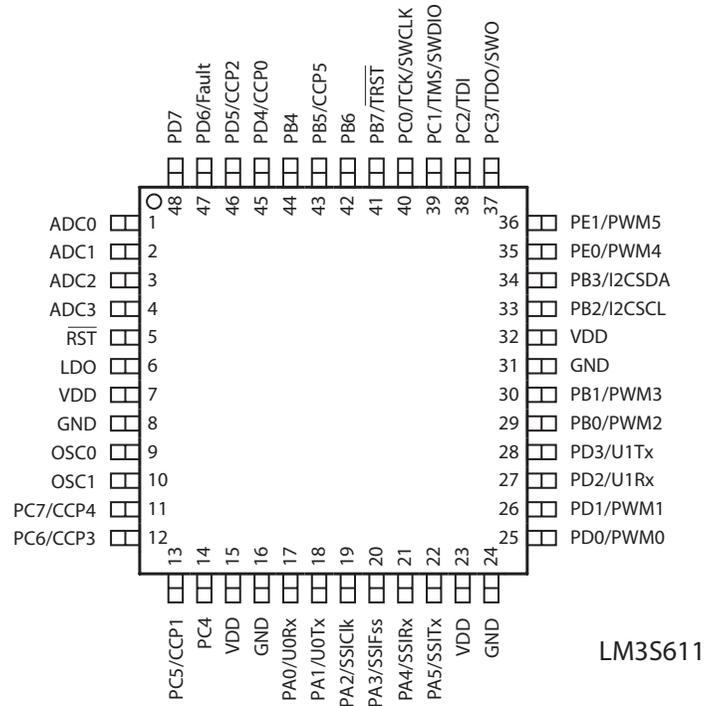 PD7
PD6/Fault
PD5/CCP2
PD4/CCP0
PB4
PB5/CCP5
PB6
PB7/TRST
PC0/TCK/SWCLK
PC1/TMS/SWDIO
PC2/TDI
PC3/TDO/SWO
48
47
46
45
44
43
42
41
40
39
38
37
ADC0 1
ADC1 2
ADC2 3
ADC3 4
RST 5
LDO 6
VDD 7
GND 8
OSC0 9
OSC1 10
PC7/CCP4 11
PC6/CCP3 12
36 PE1/PWM5
35 PE0/PWM4
34 PB3/I2CSDA
33 PB2/I2CSCL
32 VDD
31 GND
30 PB1/PWM3
29 PB0/PWM2
28 PD3/U1Tx
27 PD2/U1Rx
26 PD1/PWM1
25 PD0/PWM0
13
14
15
16
17
18
19
20
21
22
23
24
PC5/CCP1
PC4
VDD
GND
PA0/U0Rx
PA1/U0Tx
PA2/SSIClk
PA3/SSIFss
PA4/SSIRx
PA5/SSITx
VDD
GND
LM3S611